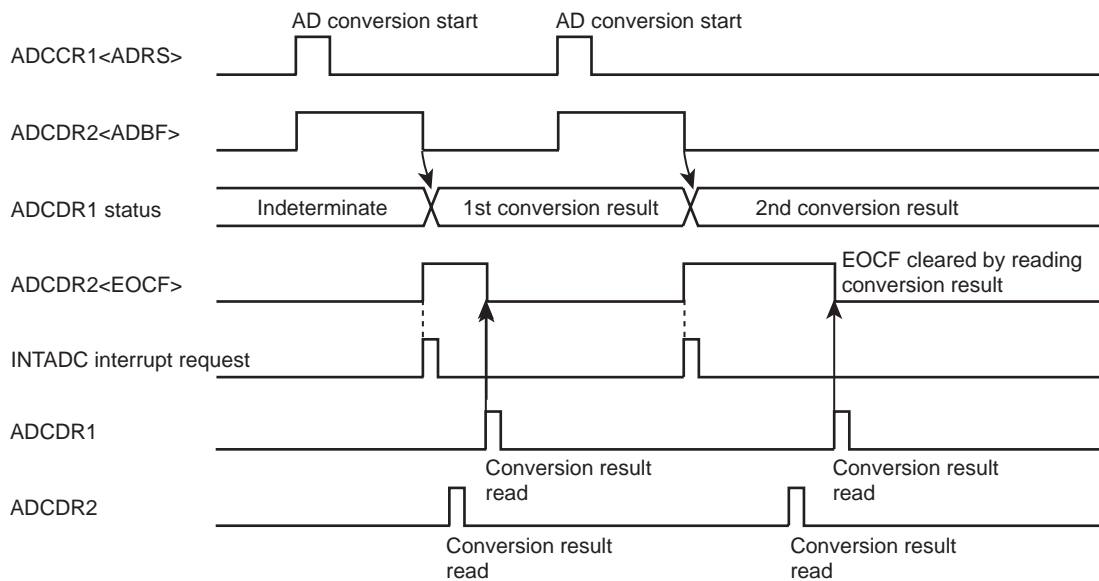 AD conversion start
AD conversion start
ADCCR1<ADRS>
ADCDR2<ADBF>
ADCDR1 status
Indeterminate
1st conversion result
2nd conversion result
ADCDR2<EOCF>
EOCF cleared by reading
conversion result
INTADC interrupt request
ADCDR1
Conversion result
read
Conversion result
read
ADCDR2
Conversion result
read
Conversion result
read